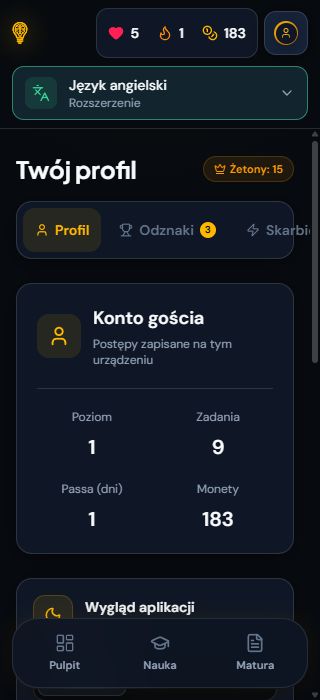 5 1 183
Język angielski
Rozszerzenie
Twój profil
Żetony: 15
Profil Odznaki 3 Skarbi
Konto gościa
Postępy zapisane na tym
urządzeniu
Poziom Zadania
1 9
Passa (dni) Monety
1 183
Wygląd aplikacji
Pulpit Nauka Matura